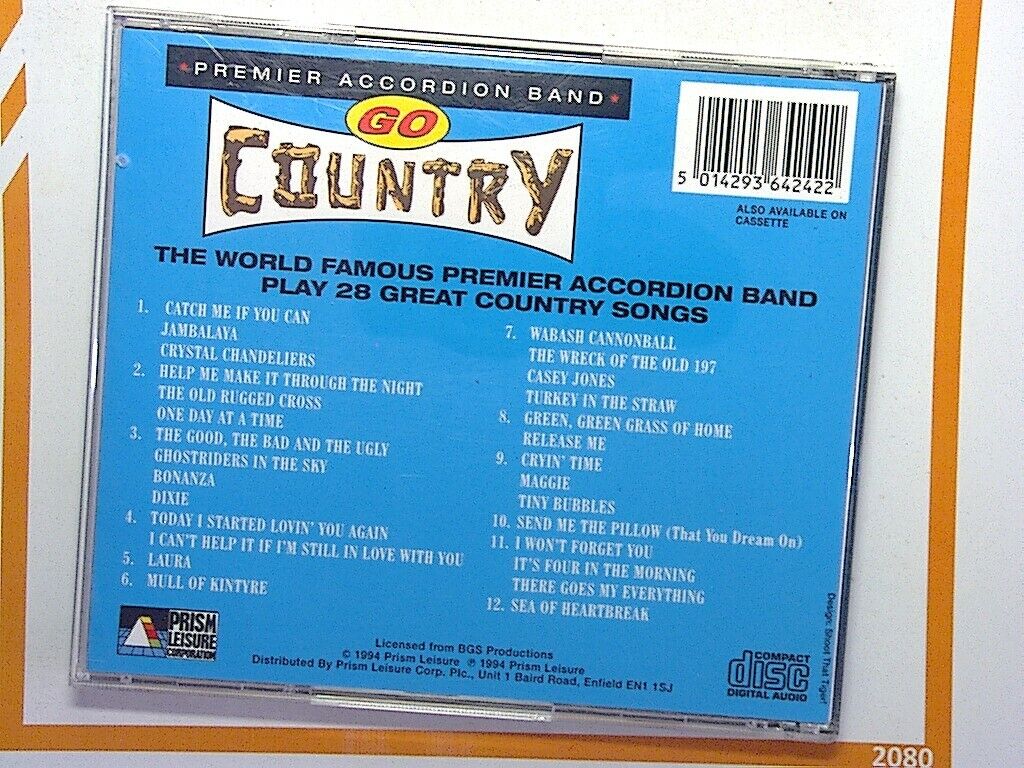 ★PREMIER ACCORDION BAND★
GO
COUNTRY
5 014293 642422
ALSO AVAILABLE ON
CASSETTE
THE WORLD FAMOUS PREMIER ACCORDION BAND
PLAY 28 GREAT COUNTRY SONGS
1. CATCH ME IF YOU CAN
JAMBALAYA
CRYSTAL CHANDELIERS
2. HELP ME MAKE IT THROUGH THE NIGHT
THE OLD RUGGED CROSS
ONE DAY AT A TIME
3. THE GOOD, THE BAD AND THE UGLY
GHOSTRIDERS IN THE SKY
BONANZA
DIXIE
4. TODAY I STARTED LOVIN' YOU AGAIN
I CAN'T HELP IT IF I'M STILL IN LOVE WITH YOU
5. LAURA
6. MULL OF KINTYRE
7. WABASH CANNONBALL
THE WRECK OF THE OLD 197
CASEY JONES
TURKEY IN THE STRAW
8. GREEN, GREEN GRASS OF HOME
RELEASE ME
9. CRYIN' TIME
MAGGIE
TINY BUBBLES
10. SEND ME THE PILLOW (That You Dream On)
11. I WON'T FORGET YOU
IT'S FOUR IN THE MORNING
THERE GOES MY EVERYTHING
12. SEA OF HEARTBREAK
PRISM
LEISURE
CORPORATION
Licensed from BGS Productions
© 1994 Prism Leisure ℗ 1994 Prism Leisure
Distributed By Prism Leisure Corp. Plc., Unit 1 Baird Road, Enfield EN1 1SJ
COMPACT
disc
DIGITAL AUDIO
Design: Shoot That Tiger!
2080